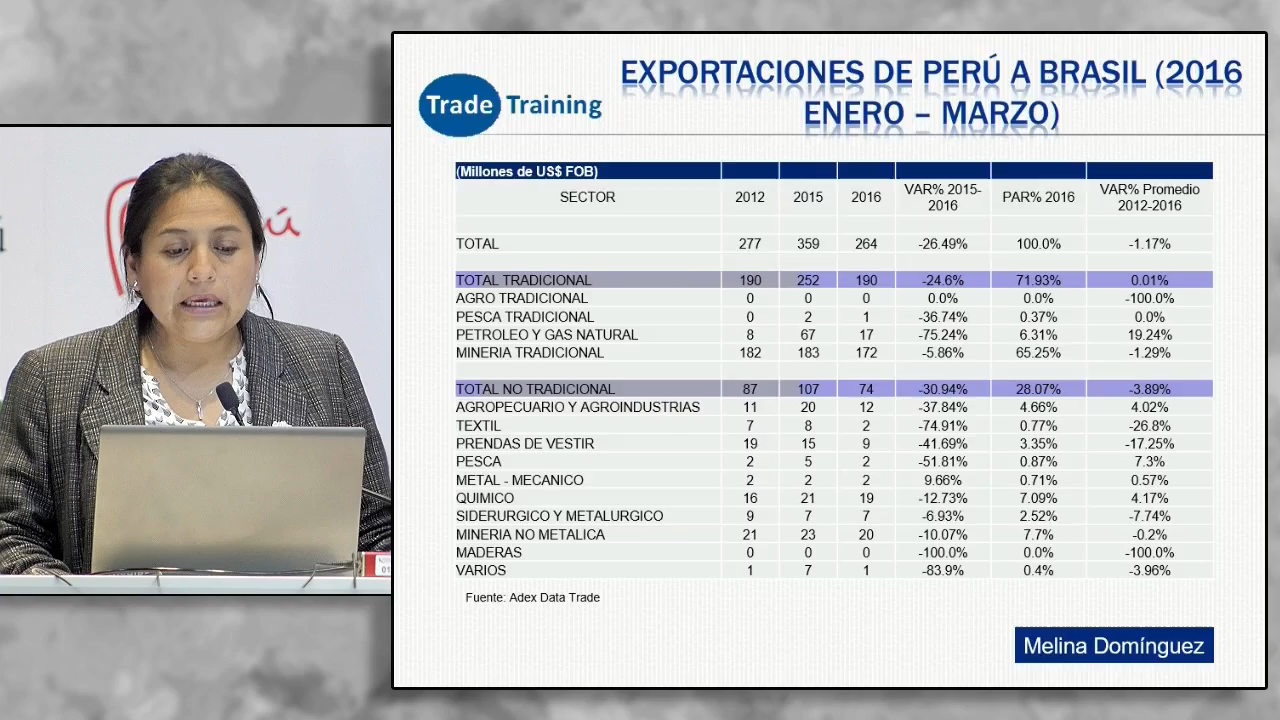 EXPORTACIONES DE PERÚ A BRASIL (2016
ENERO – MARZO)
Trade Training
(Millones de US$ FOB)
SECTOR 2012 2015 2016 VAR% 2015-2016 PAR% 2016 VAR% Promedio 2012-2016
TOTAL 277 359 264 -26.49% 100.0% -1.17%
TOTAL TRADICIONAL 190 252 190 -24.6% 71.93% 0.01%
AGRO TRADICIONAL 0 0 0 0.0% 0.0% -100.0%
PESCA TRADICIONAL 0 2 1 -36.74% 0.37% 0.0%
PETROLEO Y GAS NATURAL 8 67 17 -75.24% 6.31% 19.24%
MINERIA TRADICIONAL 182 183 172 -5.86% 65.25% -1.29%
TOTAL NO TRADICIONAL 87 107 74 -30.94% 28.07% -3.89%
AGROPECUARIO Y AGROINDUSTRIAS 11 20 12 -37.84% 4.66% 4.02%
TEXTIL 7 8 2 -74.91% 0.77% -26.8%
PRENDAS DE VESTIR 19 15 9 -41.69% 3.35% -17.25%
PESCA 2 5 2 -51.81% 0.87% 7.3%
METAL - MECANICO 2 2 2 9.66% 0.71% 0.57%
QUIMICO 16 21 19 -12.73% 7.09% 4.17%
SIDERURGICO Y METALURGICO 9 7 7 -6.93% 2.52% -7.74%
MINERIA NO METALICA 21 23 20 -10.07% 7.7% -0.2%
MADERAS 0 0 0 -100.0% 0.0% -100.0%
VARIOS 1 7 1 -83.9% 0.4% -3.96%
Fuente: Adex Data Trade
Melina Domínguez